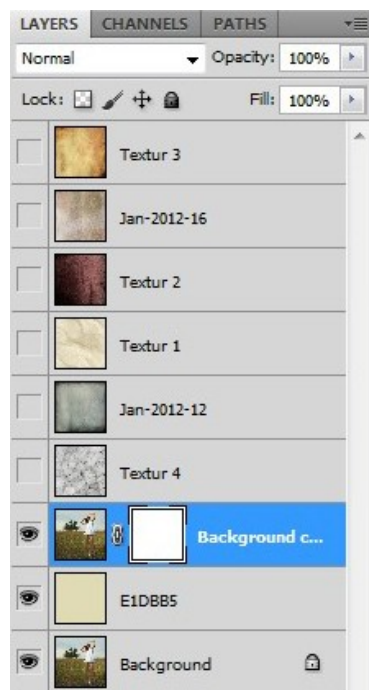 LAYERS CHANNELS PATHS
Normal Opacity: 100%
Lock: Fill: 100%
Textur 3
Jan-2012-16
Textur 2
Textur 1
Jan-2012-12
Textur 4
Background c...
E1DBB5
Background